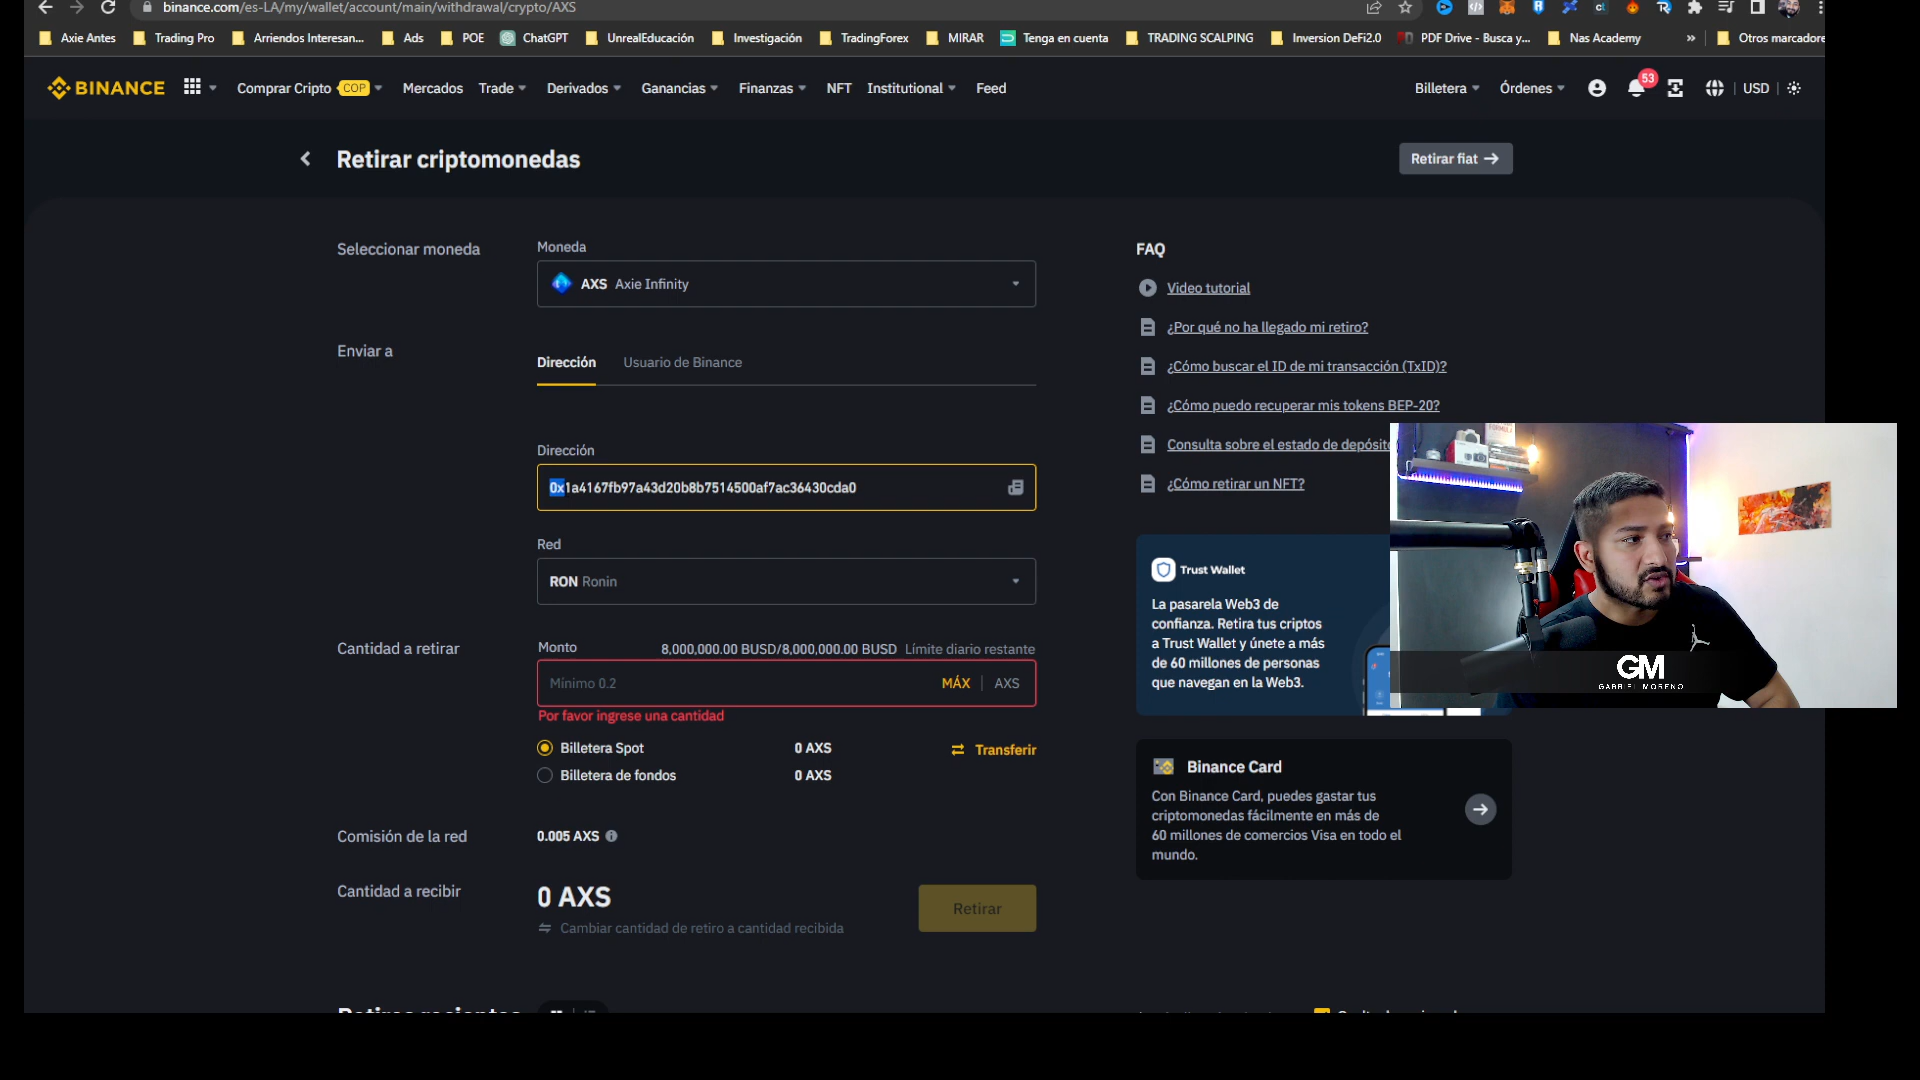 binance.com/es-LA/my/wallet/account/main/withdrawal/crypto/AXS
Axie Antes Trading Pro Arriendos Interesan... Ads POE ChatGPT UnrealEducación Investigación TradingForex MIRAR Tenga en cuenta TRADING SCALPING Inversion DeFi2.0 PDF Drive - Busca y... Nas Academy » Otros marcadore
BINANCE Comprar Cripto COP Mercados Trade Derivados Ganancias Finanzas NFT Institutional Feed Billetera Órdenes 53 USD
Retirar criptomonedas
Retirar fiat
Seleccionar moneda
Moneda
AXS Axie Infinity
Enviar a
Dirección Usuario de Binance
Dirección
0x1a4167fb97a43d20b8b7514500af7ac36430cda0
Red
RON Ronin
Cantidad a retirar
Monto 8,000,000.00 BUSD/8,000,000.00 BUSD Límite diario restante
Mínimo 0.2 MÁX AXS
Por favor ingrese una cantidad
Billetera Spot 0 AXS Transferir
Billetera de fondos 0 AXS
Comisión de la red 0.005 AXS
Cantidad a recibir
0 AXS
Cambiar cantidad de retiro a cantidad recibida
Retirar
FAQ
Video tutorial
¿Por qué no ha llegado mi retiro?
¿Cómo buscar el ID de mi transacción (TxID)?
¿Cómo puedo recuperar mis tokens BEP-20?
Consulta sobre el estado de depósito
¿Cómo retirar un NFT?
Trust Wallet
La pasarela Web3 de
confianza. Retira tus criptos
a Trust Wallet y únete a más
de 60 millones de personas
que navegan en la Web3.
GM
GABRIEL MORENO
Binance Card
Con Binance Card, puedes gastar tus
criptomonedas fácilmente en más de
60 millones de comercios Visa en todo el
mundo.
Retiros recientes